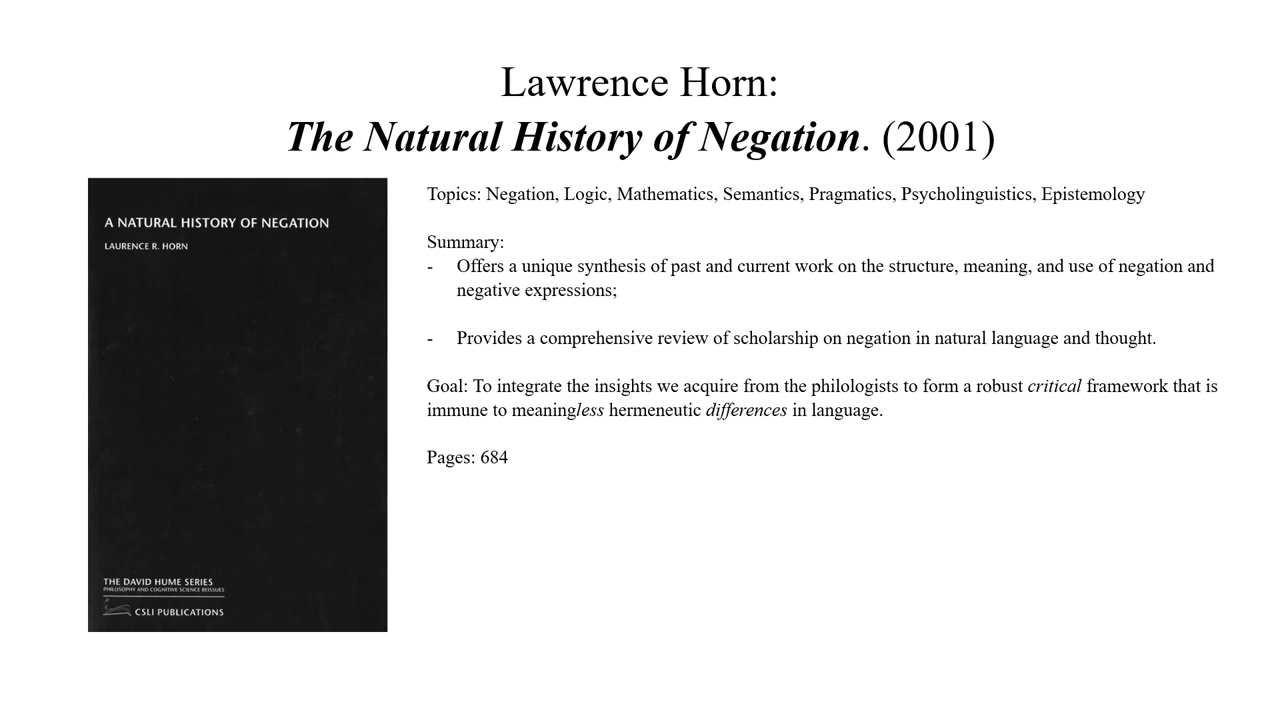 Lawrence Horn:
The Natural History of Negation. (2001)
A NATURAL HISTORY OF NEGATION
LAURENCE R. HORN
THE DAVID HUME SERIES
PHILOSOPHY AND COGNITIVE SCIENCE REISSUES
CSLI PUBLICATIONS
Topics: Negation, Logic, Mathematics, Semantics, Pragmatics, Psycholinguistics, Epistemology
Summary:
- Offers a unique synthesis of past and current work on the structure, meaning, and use of negation and
negative expressions;
- Provides a comprehensive review of scholarship on negation in natural language and thought.
Goal: To integrate the insights we acquire from the philologists to form a robust critical framework that is
immune to meaningless hermeneutic differences in language.
Pages: 684